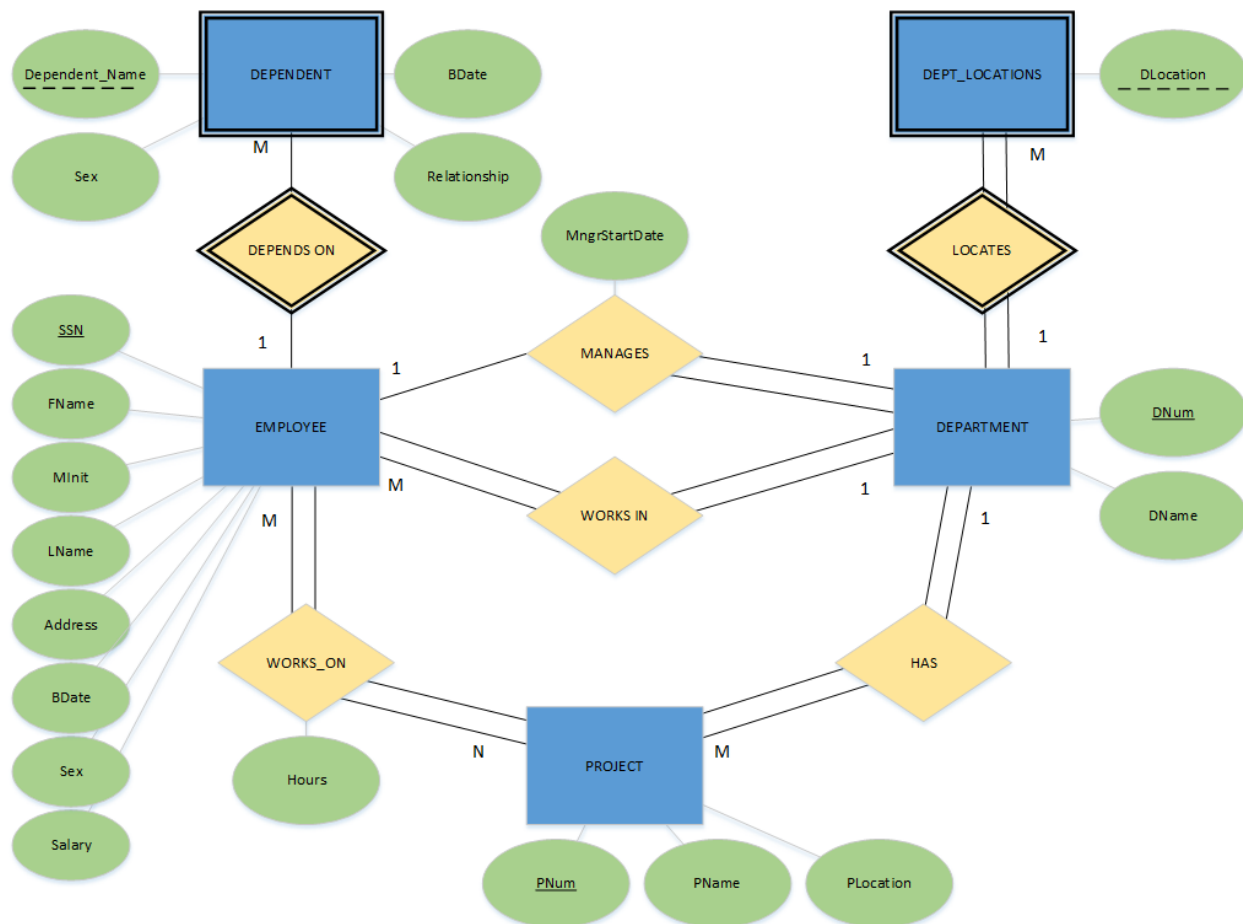 DEPENDENT
DEPT_LOCATIONS
Dependent_Name
BDate
DLocation
M
M
Sex
Relationship
MngrStartDate
DEPENDS ON
LOCATES
SSN
1
1
1
MANAGES
1
FName
EMPLOYEE
DEPARTMENT
DNum
MInit
M
1
WORKS IN
M
1
DName
LName
Address
WORKS_ON
HAS
BDate
N
M
Sex
Hours
PROJECT
Salary
PNum
PName
PLocation